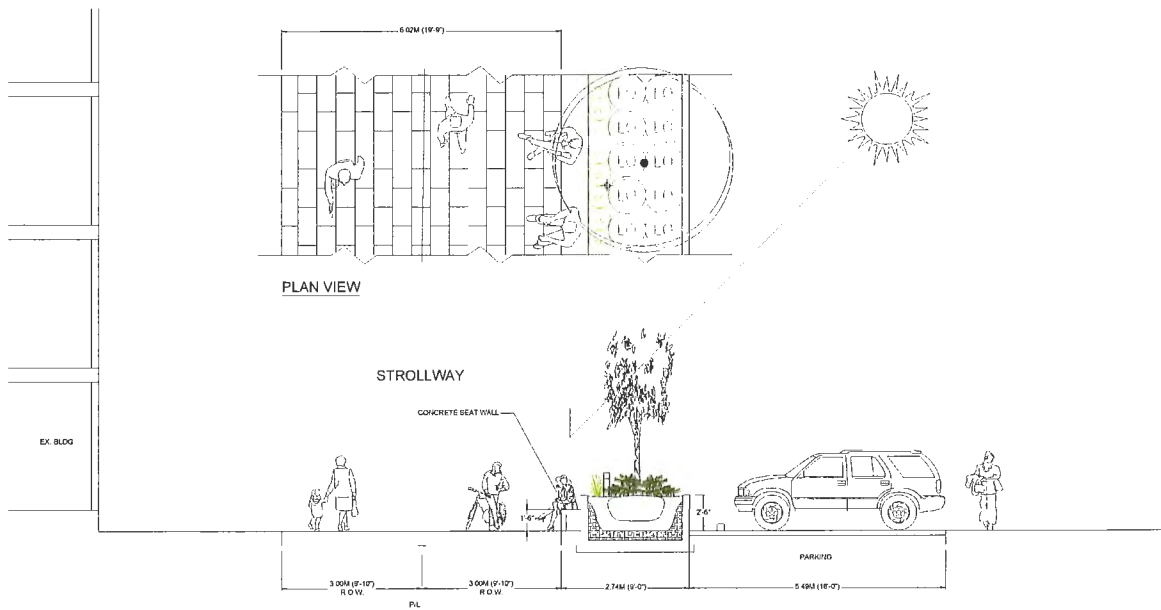 6.02M (19'-9")
PLAN VIEW
STROLLWAY
CONCRETE SEAT WALL
EX. BLDG
1'-6"
2'-6"
PARKING
3.00M (9'-10")
R.O.W.
3.00M (9'-10")
R.O.W.
2.74M (9'-0")
5.49M (18'-0")
P/L